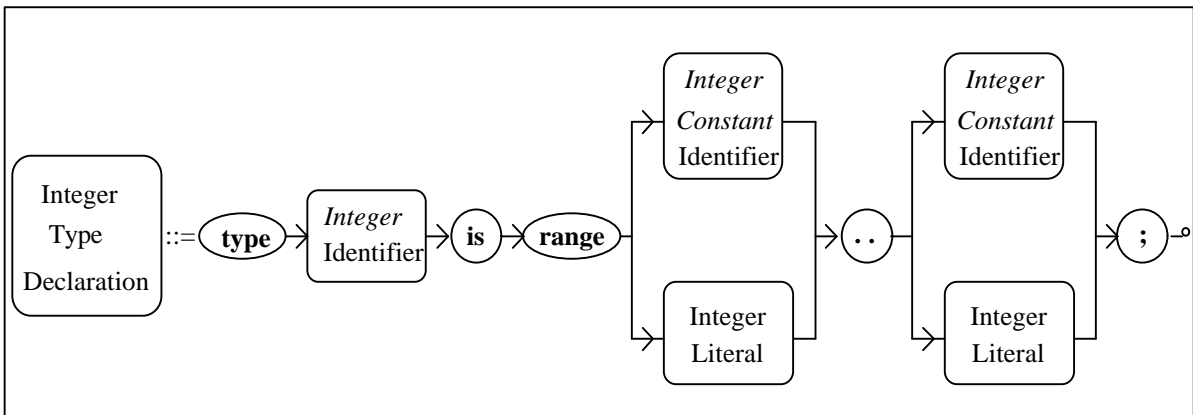 Integer
Type
Declaration
::=
type
Integer
Identifier
is
range
Integer
Constant
Identifier
Integer
Literal
. .
Integer
Constant
Identifier
Integer
Literal
;